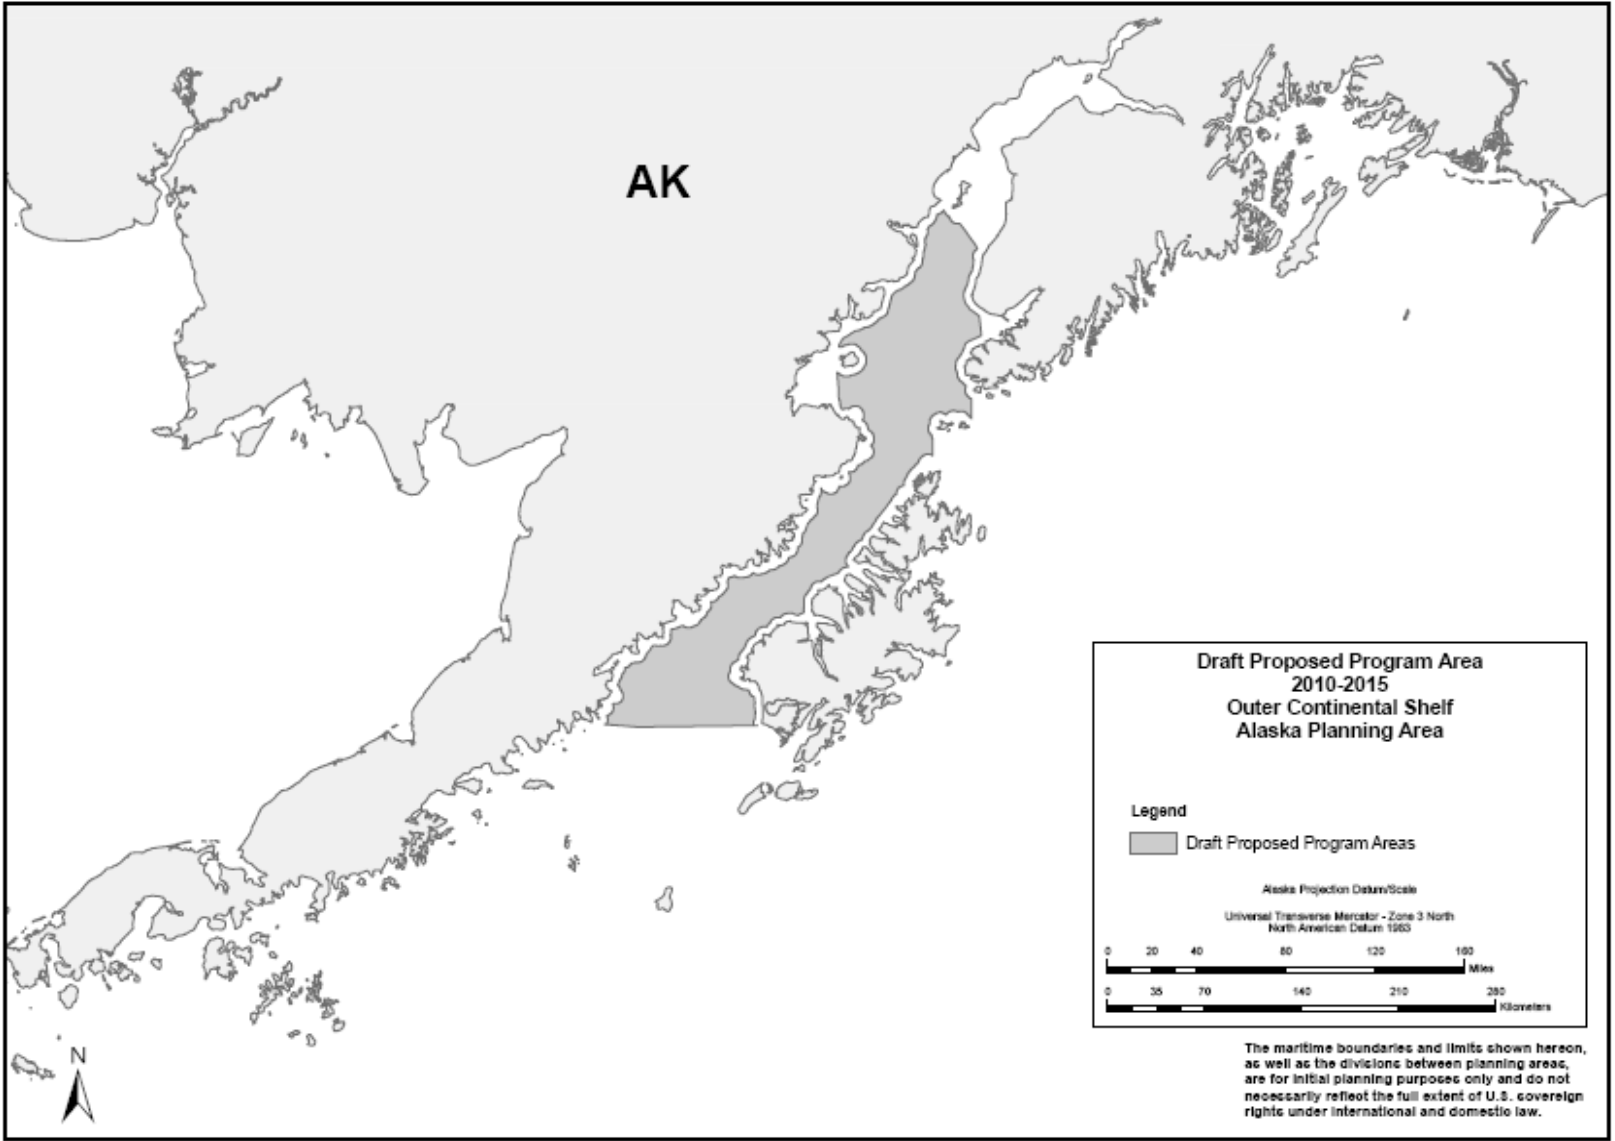 AK
Draft Proposed Program Area
2010-2015
Outer Continental Shelf
Alaska Planning Area
Legend
Draft Proposed Program Areas
Alaska Projection Datum/Scale
Universal Transverse Mercator - Zone 3 North
North American Datum 1983
0 20 40 80 120 160
Miles
0 35 70 140 210 280
Kilometers
N
The maritime boundaries and limits shown hereon,
as well as the divisions between planning areas,
are for initial planning purposes only and do not
necessarily reflect the full extent of U.S. sovereign
rights under international and domestic law.